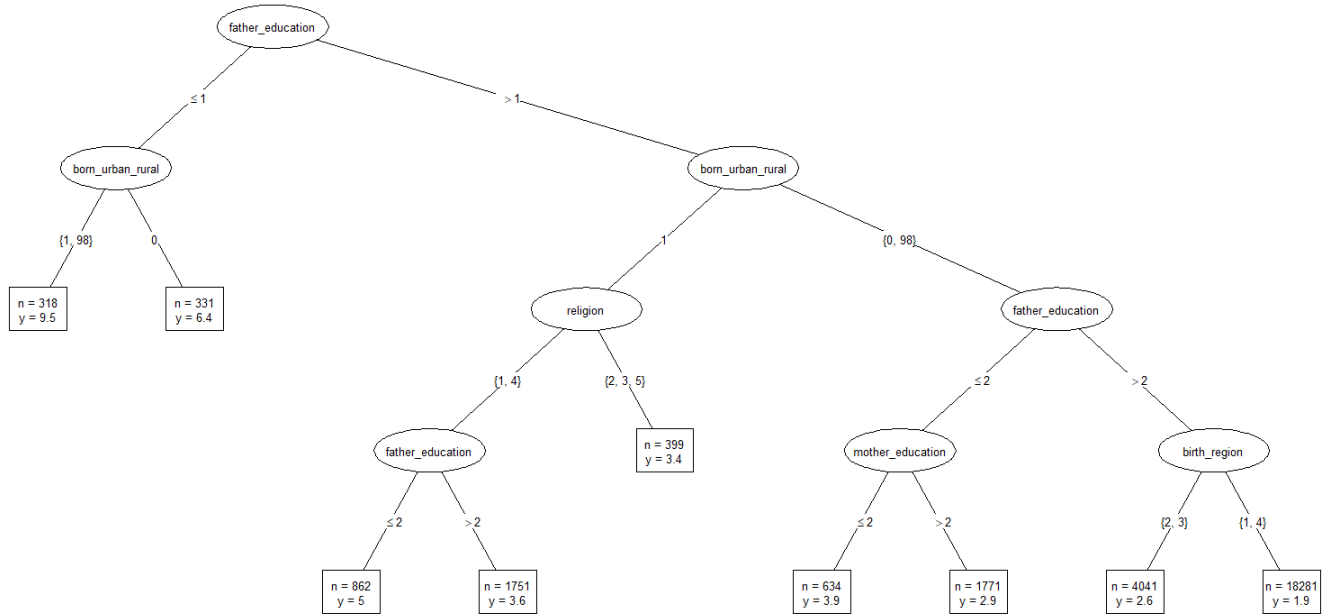 father_education
≤ 1
> 1
born_urban_rural
born_urban_rural
{1, 98}
0
1
{0, 98}
n = 318
y = 9.5
n = 331
y = 6.4
religion
father_education
{1, 4}
{2, 3, 5}
≤ 2
> 2
father_education
n = 399
y = 3.4
mother_education
birth_region
≤ 2
> 2
≤ 2
> 2
{2, 3}
{1, 4}
n = 862
y = 5
n = 1751
y = 3.6
n = 634
y = 3.9
n = 1771
y = 2.9
n = 4041
y = 2.6
n = 18281
y = 1.9